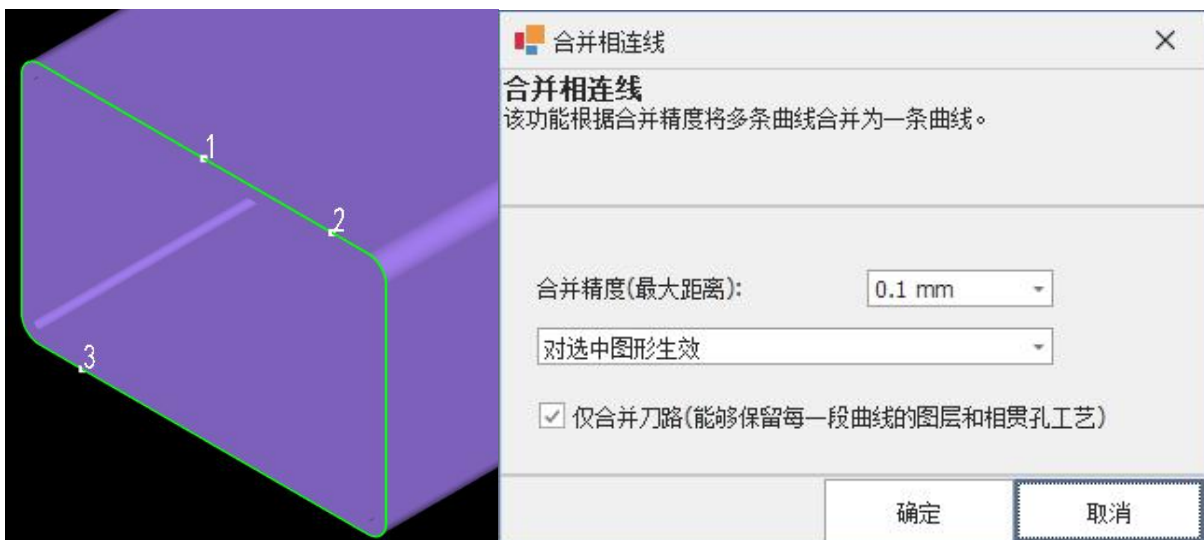 1
2
3
合并相连线
合并相连线
该功能根据合并精度将多条曲线合并为一条曲线。
合并精度(最大距离):
0.1 mm
对选中图形生效
仅合并刀路(能够保留每一段曲线的图层和相贯孔工艺)
确定
取消